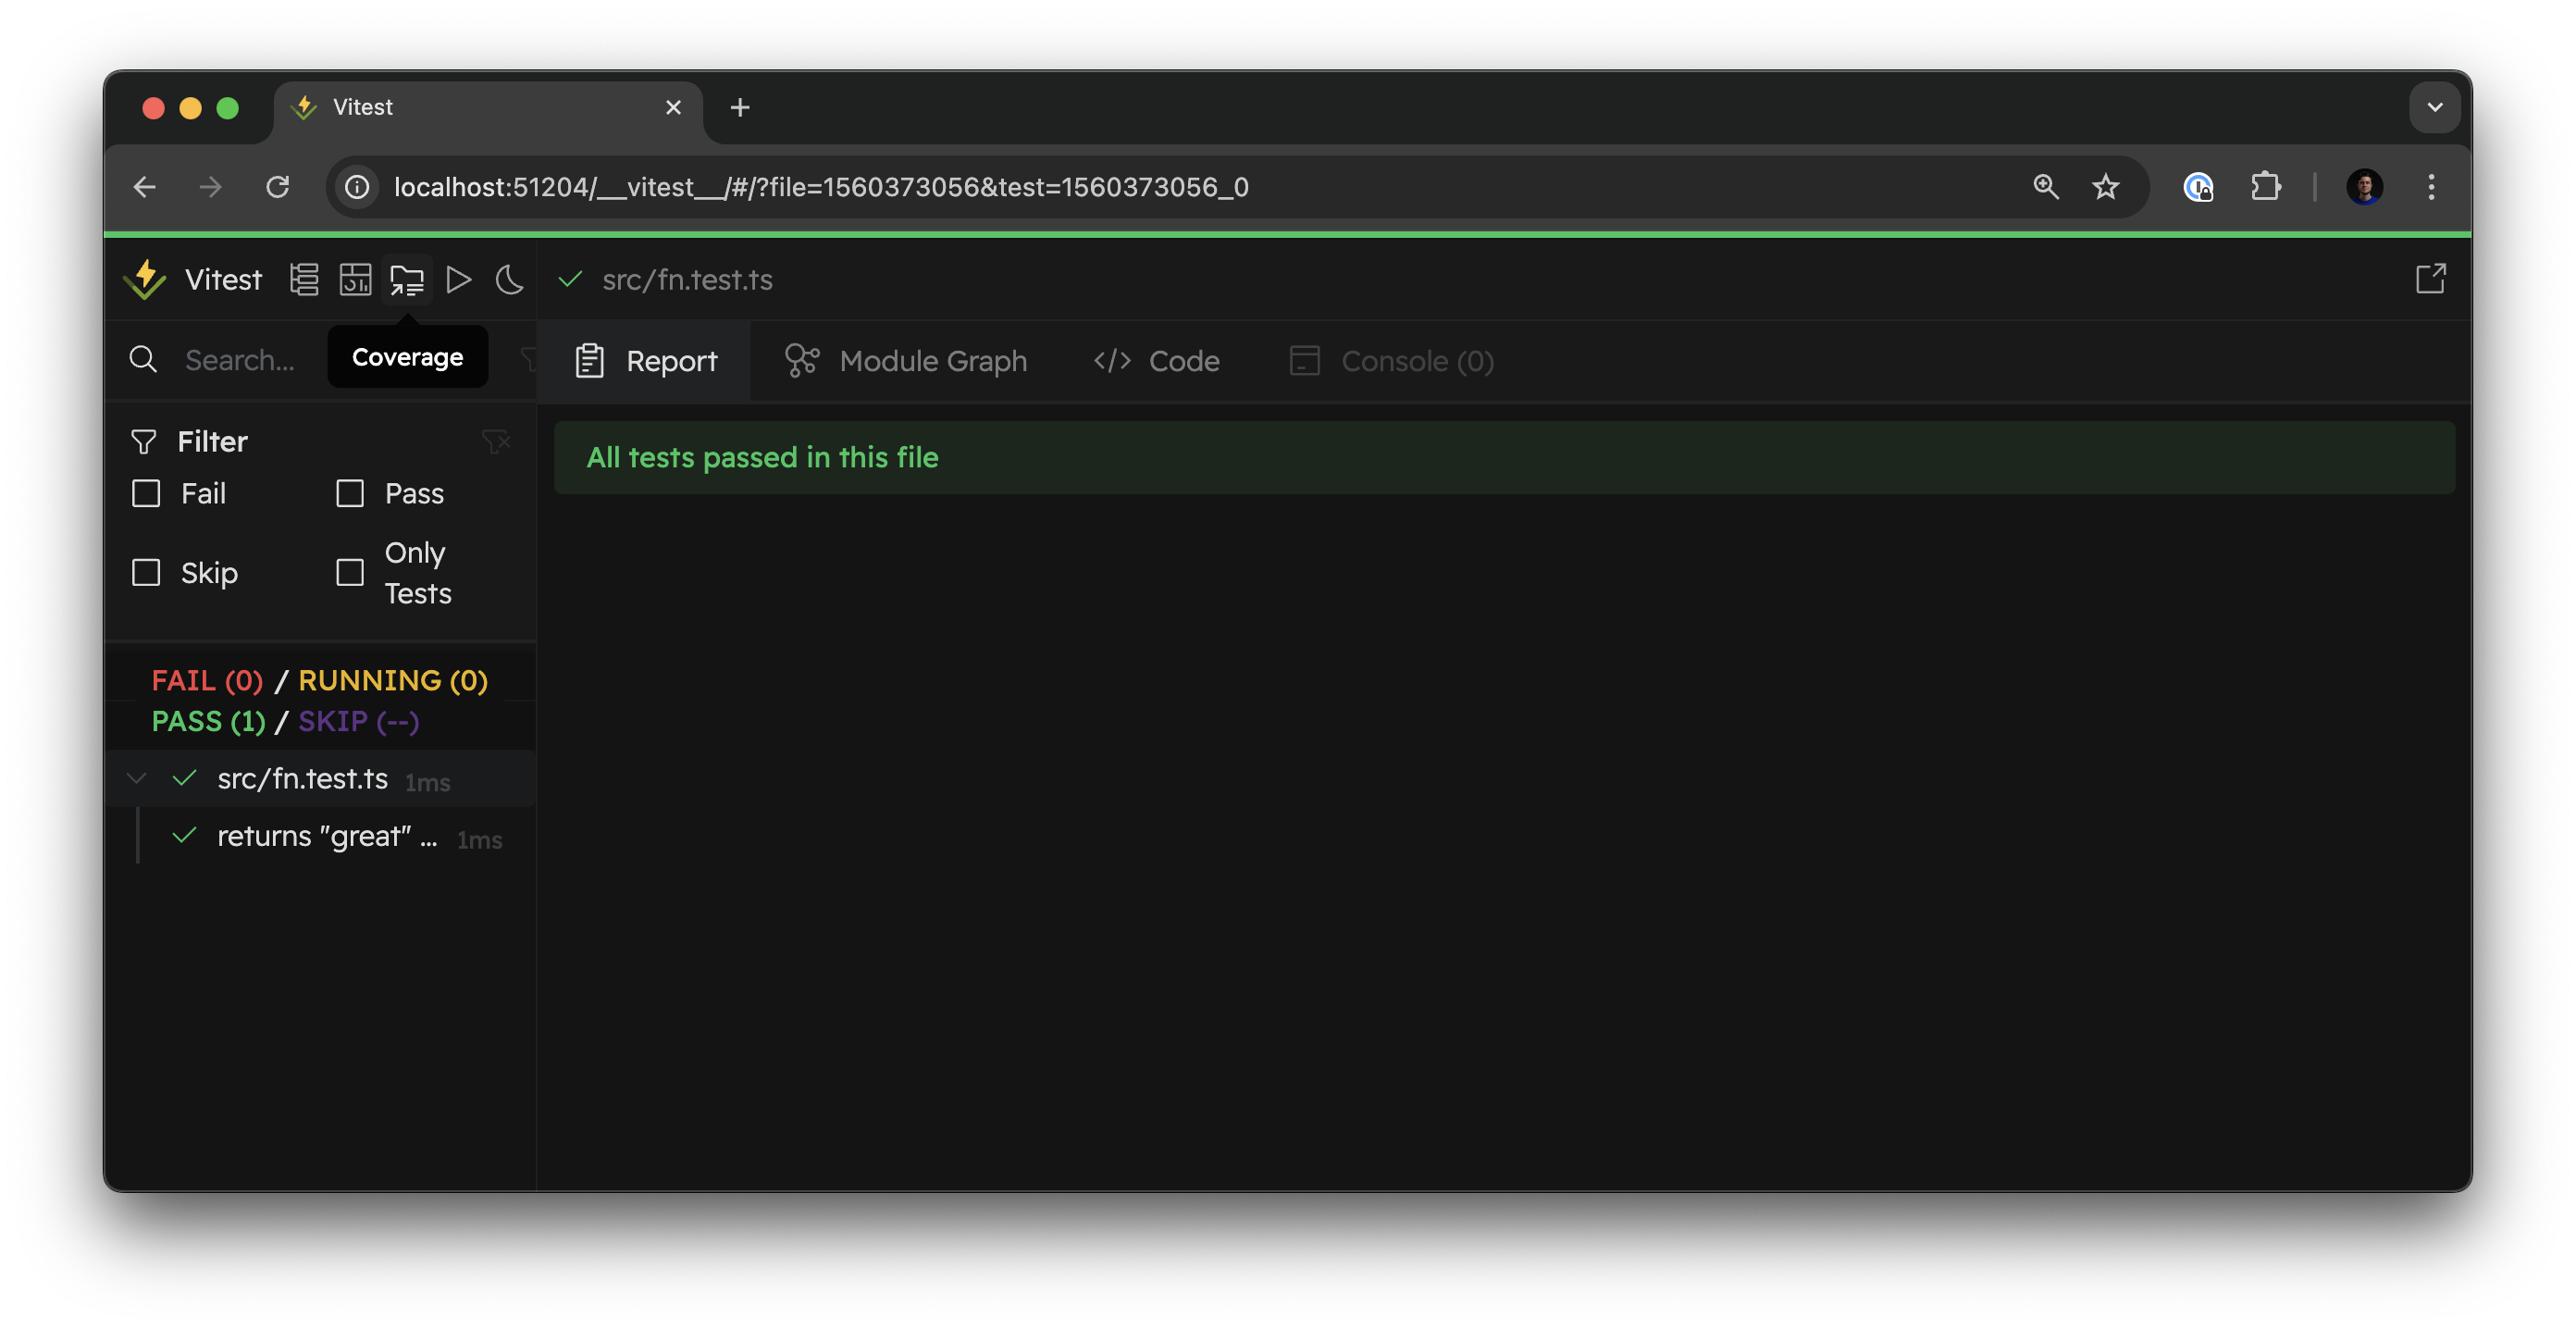 Vitest
localhost:51204/__vitest__/#/?file=1560373056&test=1560373056_0
Vitest
src/fn.test.ts
Search...
Coverage
Report
Module Graph
Code
Console (0)
All tests passed in this file
Filter
Fail
Pass
Skip
Only
Tests
FAIL (0) / RUNNING (0)
PASS (1) / SKIP (--)
src/fn.test.ts 1ms
returns "great" ... 1ms